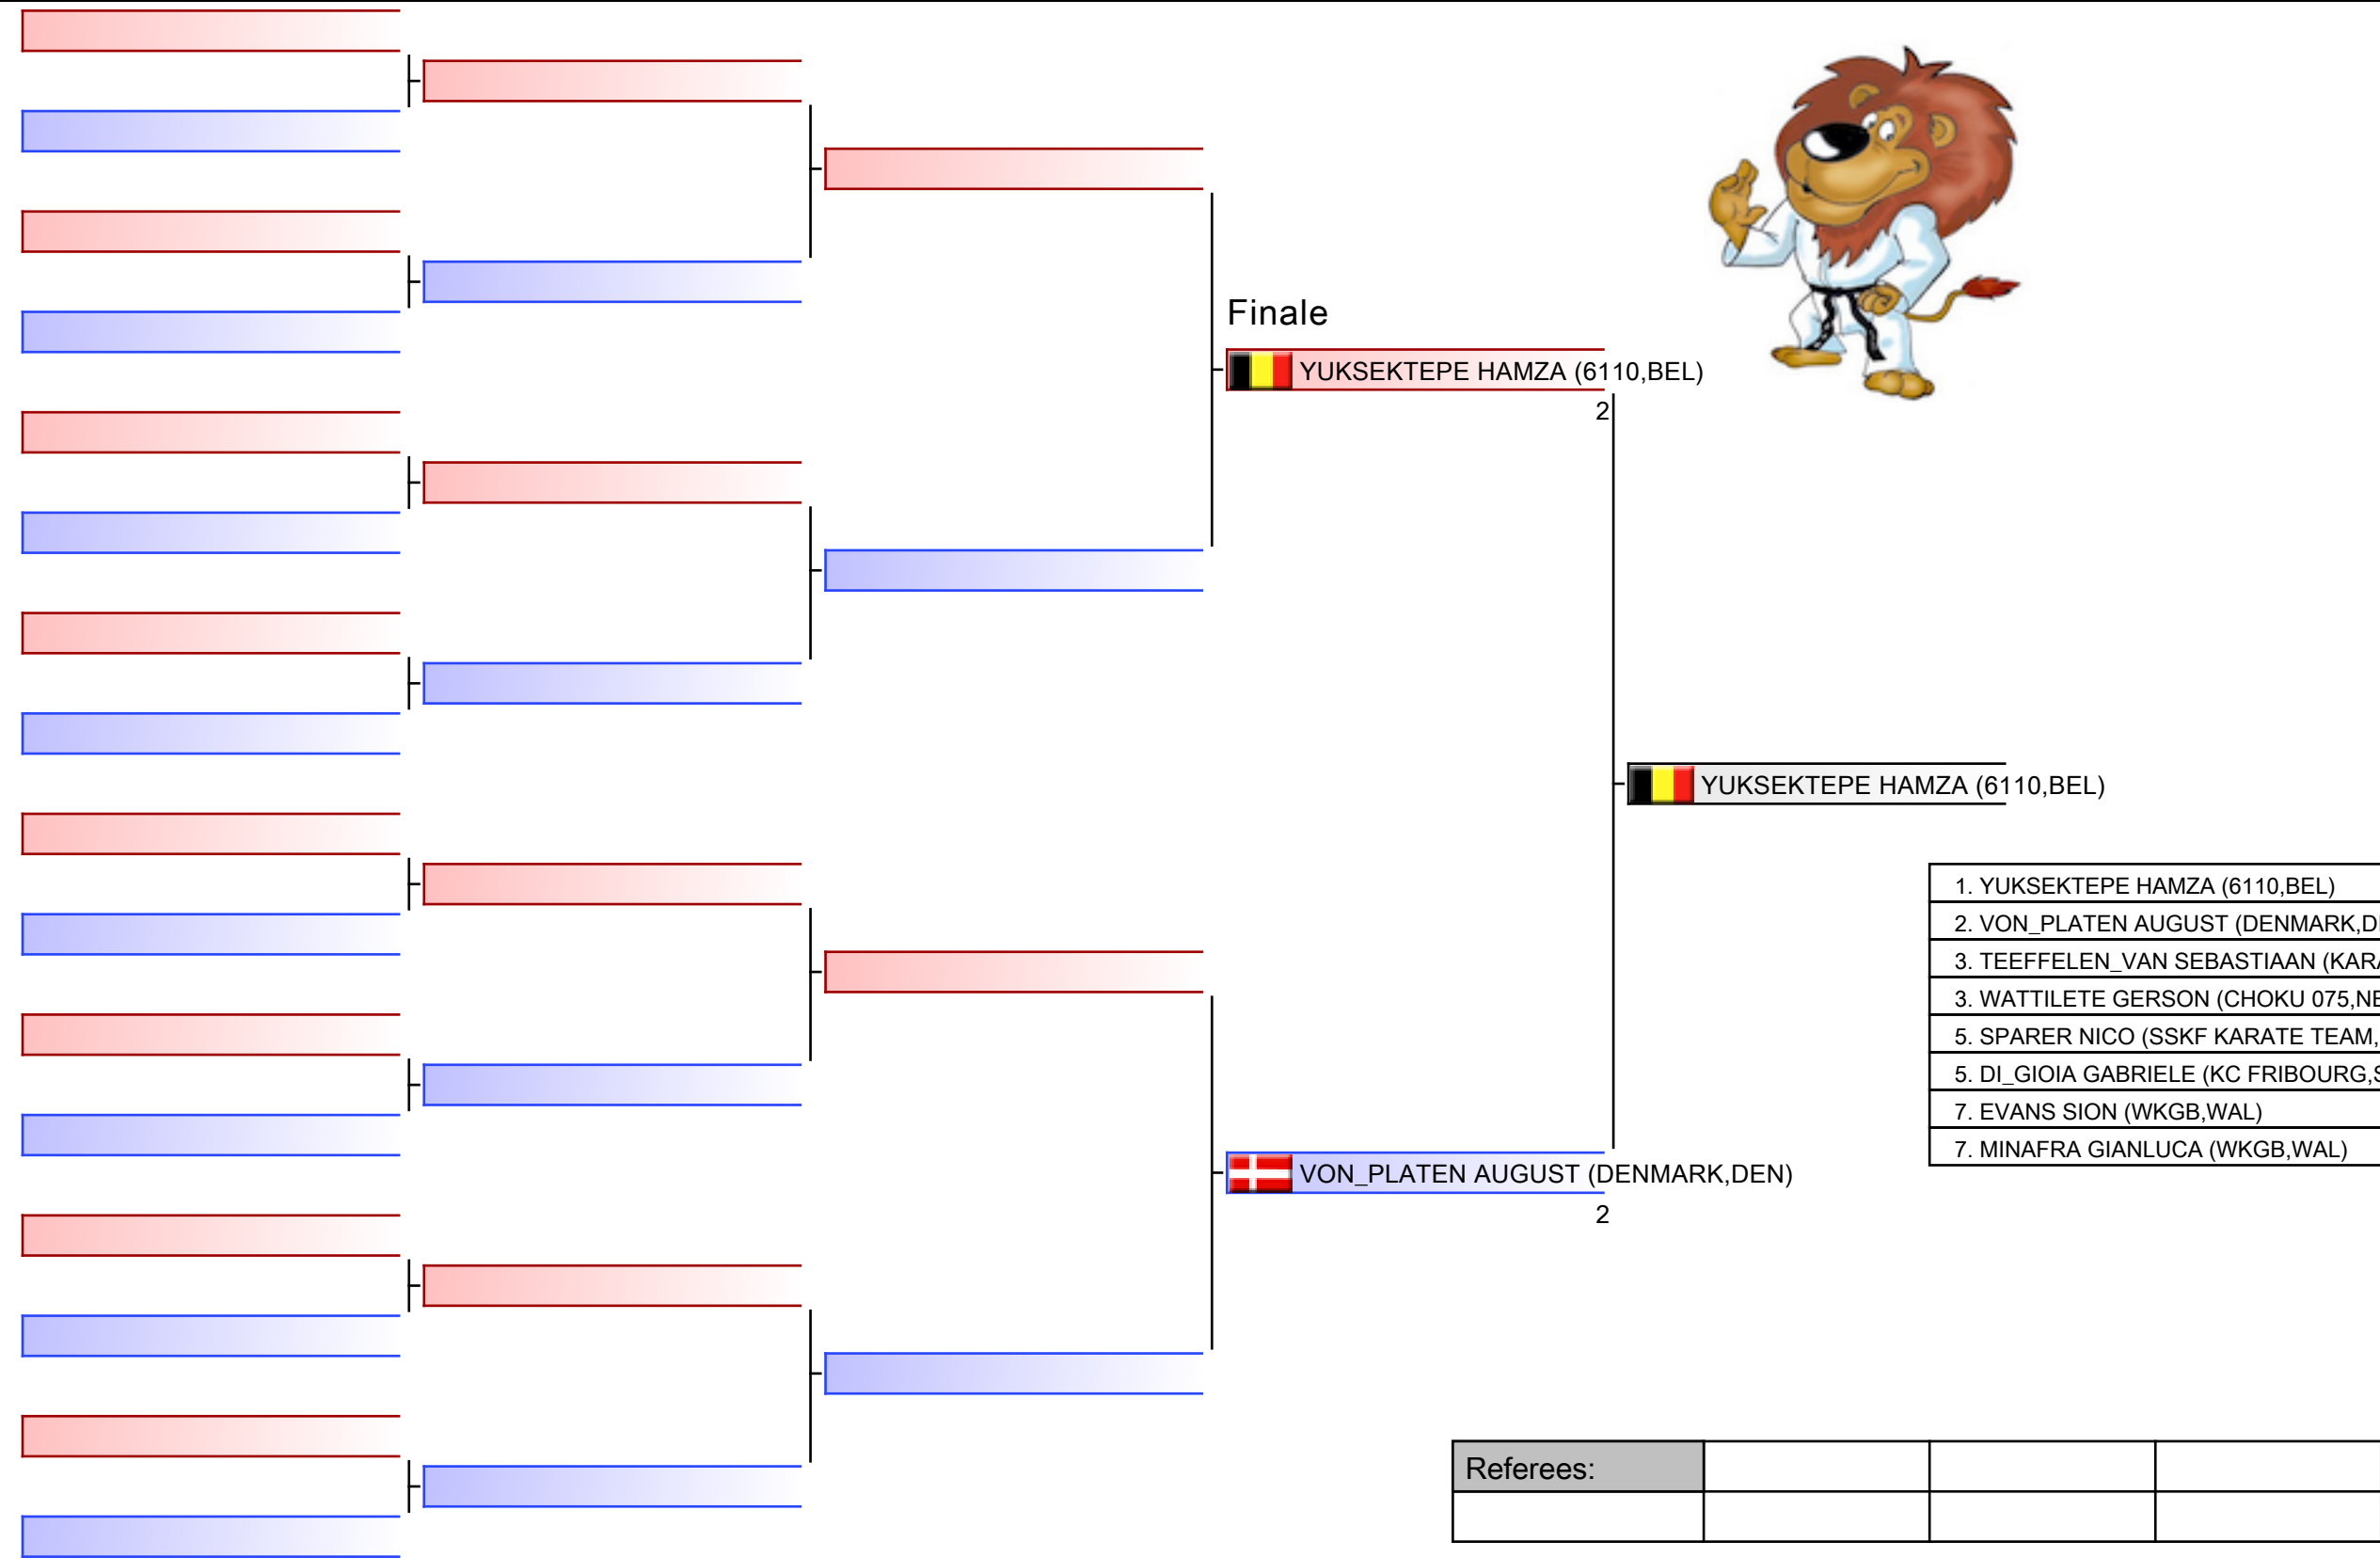 Finale
YUKSEKTEPE HAMZA (6110,BEL)
2
YUKSEKTEPE HAMZA (6110,BEL)
1. YUKSEKTEPE HAMZA (6110,BEL)
2. VON_PLATEN AUGUST (DENMARK,
3. TEEFFELEN_VAN SEBASTIAAN
3. WATTILETE GERSON (CHOKU 075,
5. SPARER NICO (SSKF KARATE TEAM,
5. DI_GIOIA GABRIELE (KC FRIBOURG,
7. EVANS SION (WKGB,WAL)
7. MINAFRA GIANLUCA (WKGB,WAL)
VON_PLATEN AUGUST (DENMARK,DEN)
2
Referees: